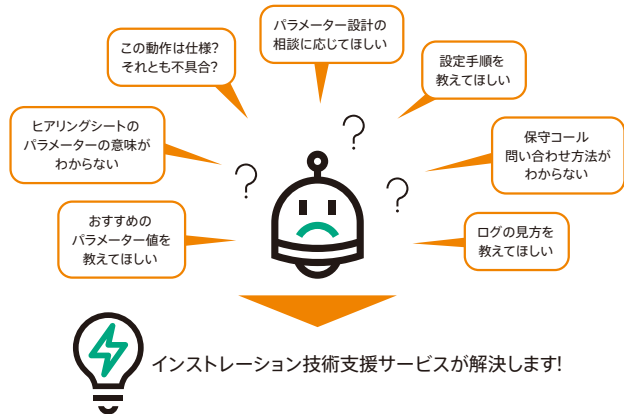 パラメーター設計の
相談に応じてほしい
この動作は仕様?
それとも不具合?
設定手順を
教えてほしい
ヒアリングシートの
パラメーターの意味が
わからない
保守コール
問い合わせ方法が
わからない
?
?
?
おすすめの
パラメーター値を
教えてほしい
ログの見方を
教えてほしい
インストレーション技術支援サービスが解決します!